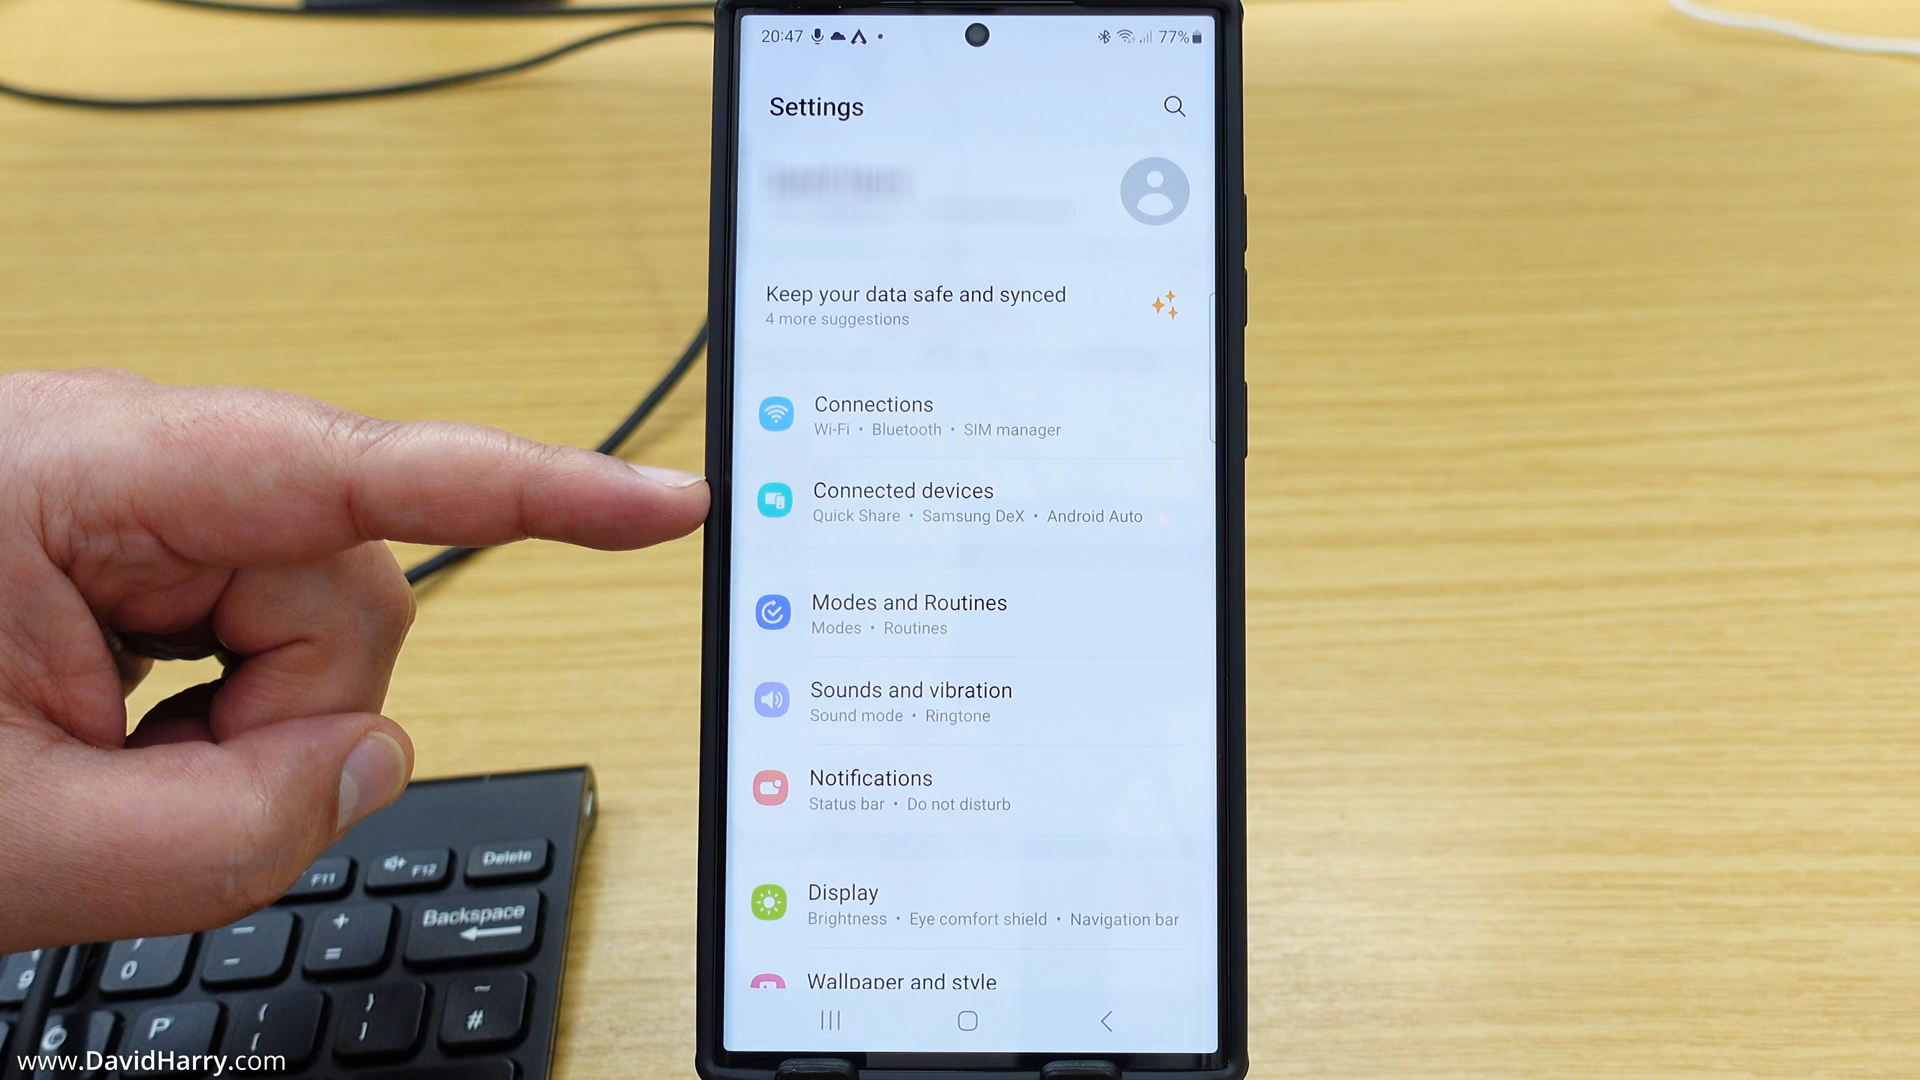 20:47
77%
Settings
Keep your data safe and synced
4 more suggestions
Connections
Wi-Fi • Bluetooth • SIM manager
Connected devices
Quick Share • Samsung DeX • Android Auto
Modes and Routines
Modes • Routines
Sounds and vibration
Sound mode • Ringtone
Notifications
Status bar • Do not disturb
Display
Brightness • Eye comfort shield • Navigation bar
Wallpaper and style
F11
F12
Delete
9
)
0
_
-
+
=
Backspace
P
{
[
}
]
~
#
©
www.DavidHarry.com